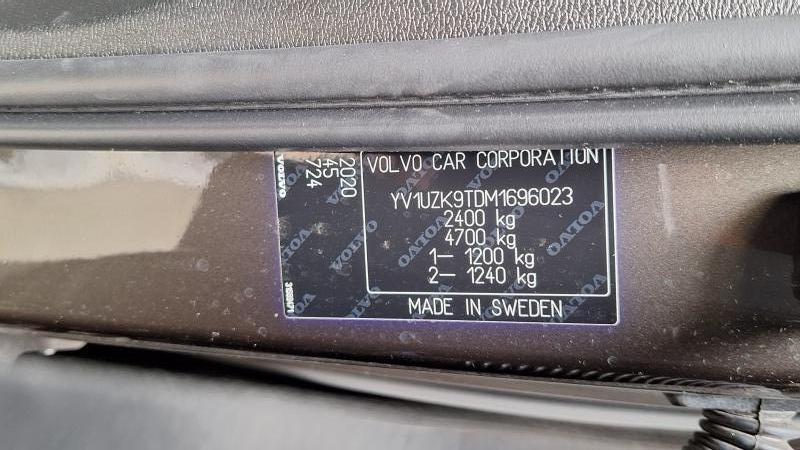 VOLVO
2020
45
724
VOLVO CAR CORPORATION
YV1UZK9TDM1696023
2400 kg
4700 kg
1– 1200 kg
2– 1240 kg
MADE IN SWEDEN